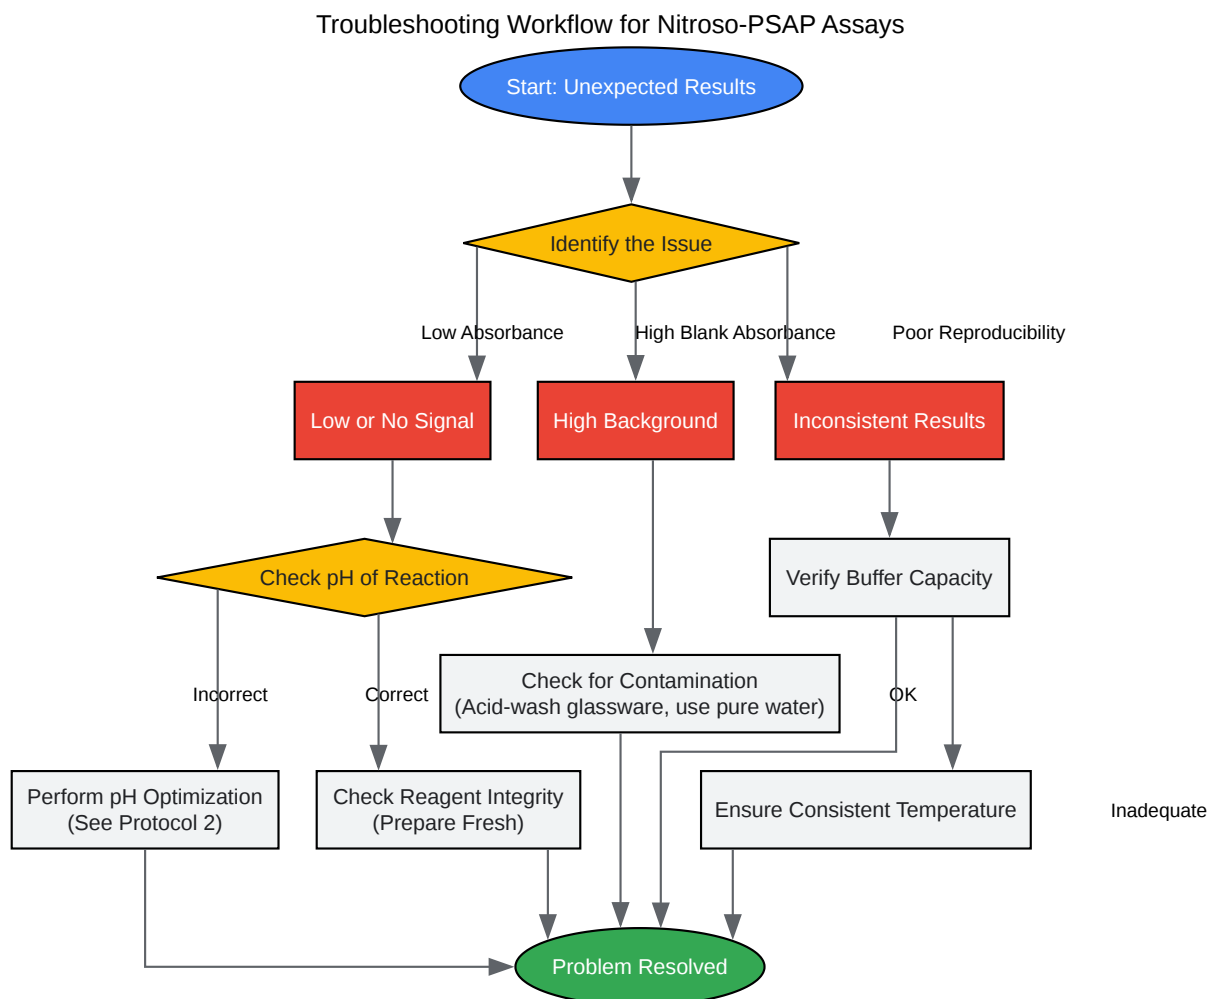 Troubleshooting Workflow for Nitroso-PSAP Assays
Start: Unexpected Results
Identify the Issue
Low Absorbance
High Blank Absorbance
Poor Reproducibility
Low or No Signal
High Background
Inconsistent Results
Check pH of Reaction
Verify Buffer Capacity
Check for Contamination
(Acid-wash glassware, use pure water)
Incorrect
Correct
OK
Perform pH Optimization
(See Protocol 2)
Check Reagent Integrity
(Prepare Fresh)
Ensure Consistent Temperature
Inadequate
Problem Resolved